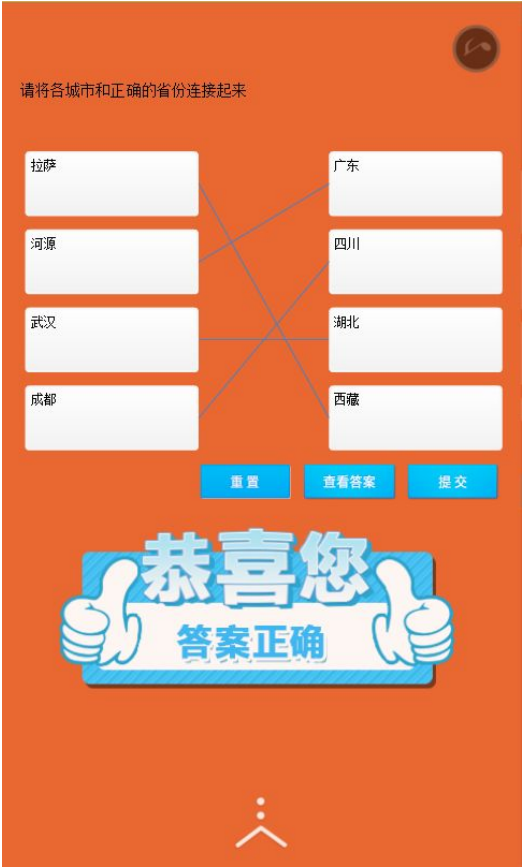 请将各城市和正确的省份连接起来
拉萨
广东
河源
四川
武汉
湖北
成都
西藏
重置
查看答案
提交
恭喜您
答案正确